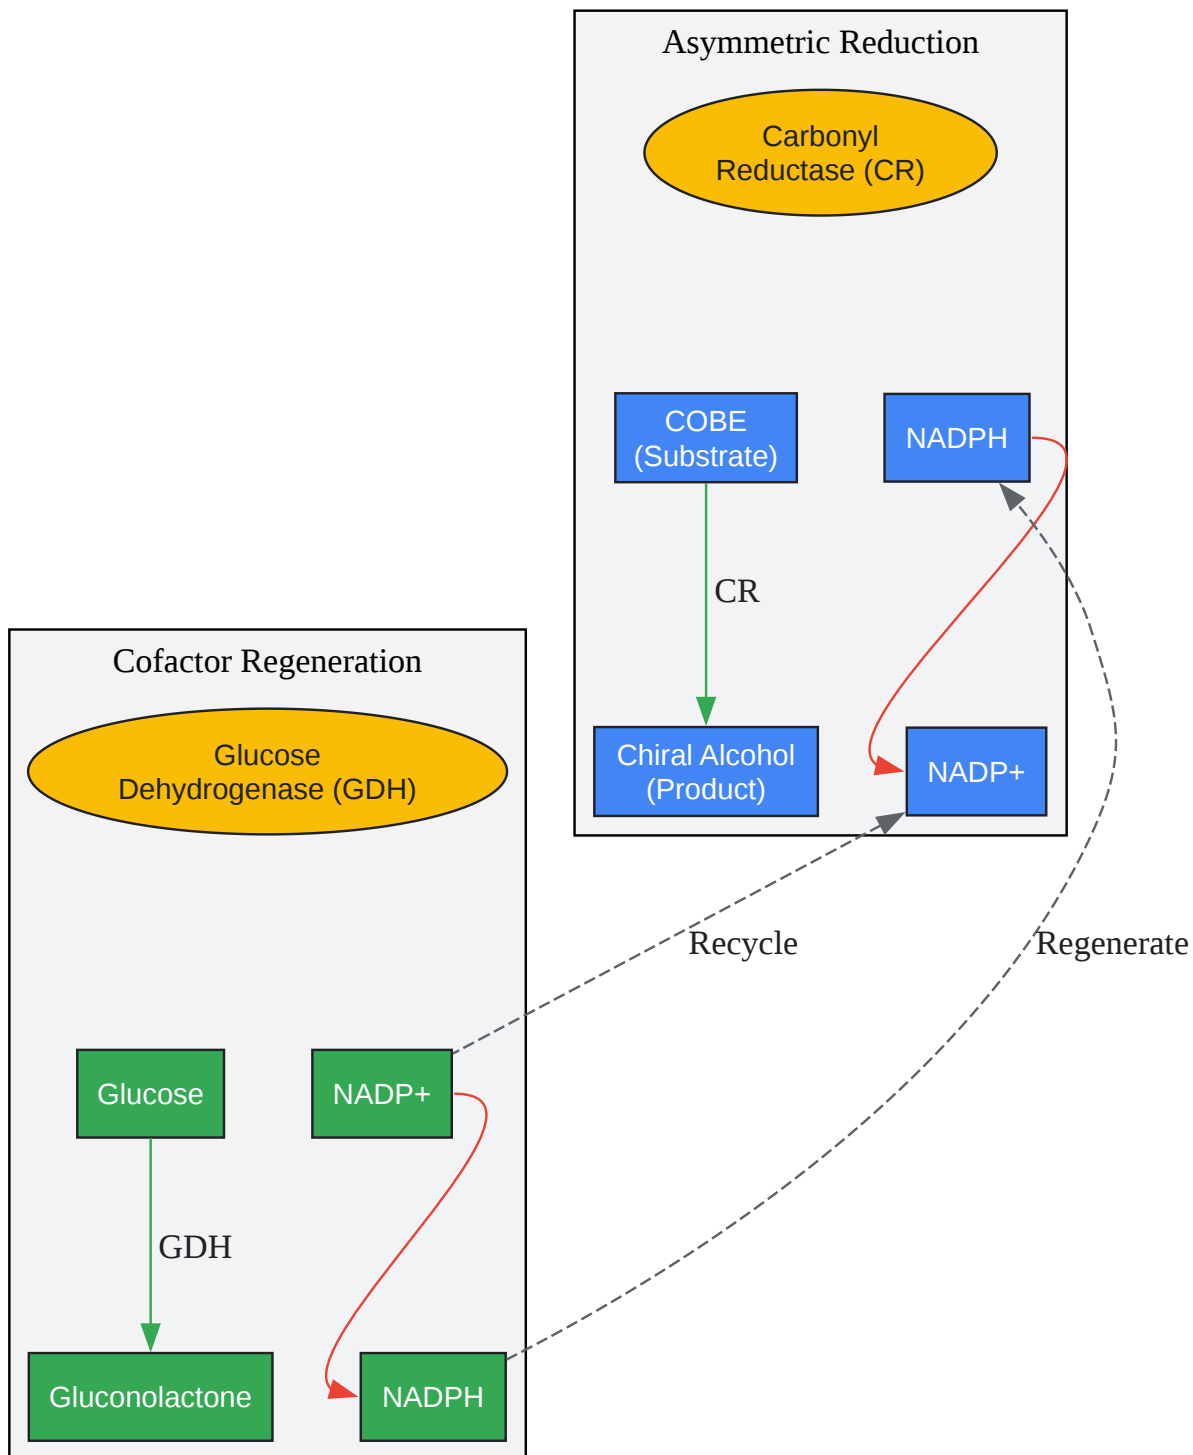 Asymmetric Reduction
Carbonyl
Reductase (CR)
COBE
(Substrate)
NADPH
CR
Chiral Alcohol
(Product)
NADP+
Cofactor Regeneration
Glucose
Dehydrogenase (GDH)
Recycle
Regenerate
Glucose
NADP+
GDH
Gluconolactone
NADPH